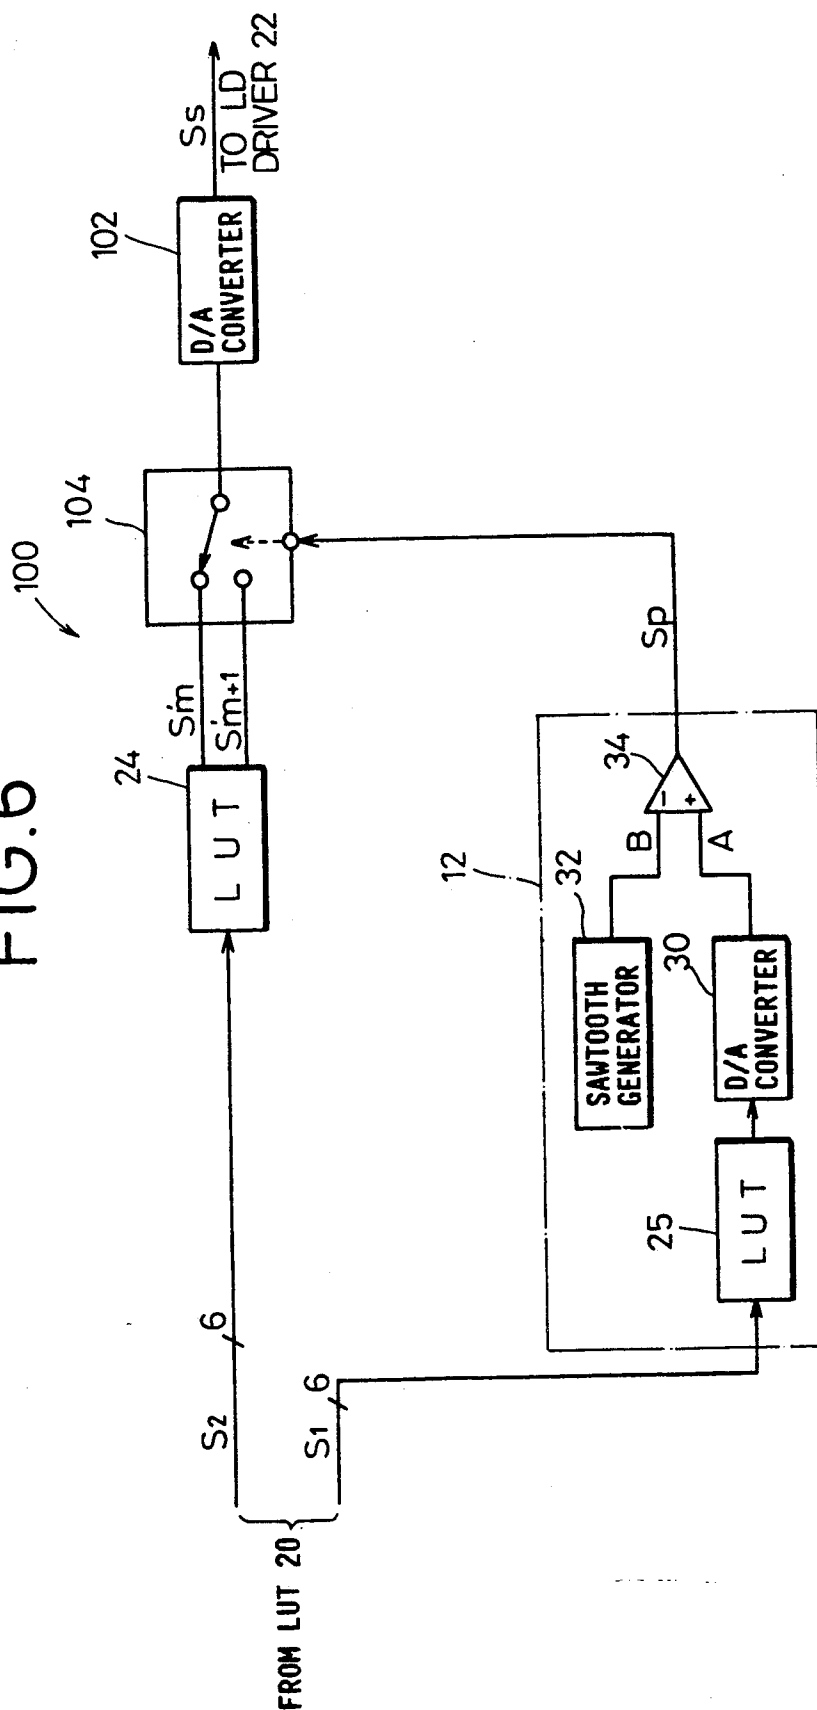 FIG.6
100
FROM LUT 20
S2
6
S1
6
24
LUT
S'm
S'm+1
104
102
D/A
CONVERTER
Ss
TO LD
DRIVER 22
12
25
LUT
32
SAWTOOTH
GENERATOR
30
D/A
CONVERTER
B
A
34
−
+
Sp